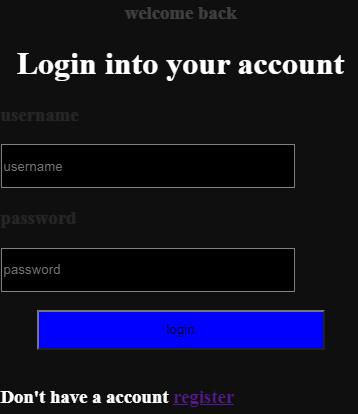 welcome back
Login into your account
username
username
password
password
login
Don't have a account register